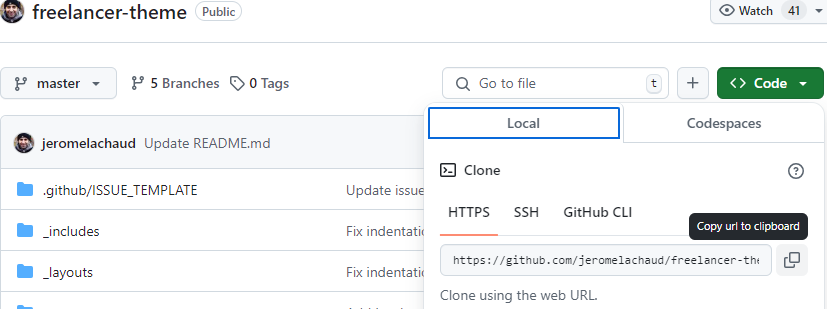 freelancer-theme Public Watch 41
master 5 Branches 0 Tags Go to file t + <> Code
Local Codespaces
jeromelachaud Update README.md
Clone
.github/ISSUE_TEMPLATE Update issue
HTTPS SSH GitHub CLI
Copy url to clipboard
_includes Fix indentatio
https://github.com/jeromelachaud/freelancer-the
_layouts Fix indentatio
Clone using the web URL.